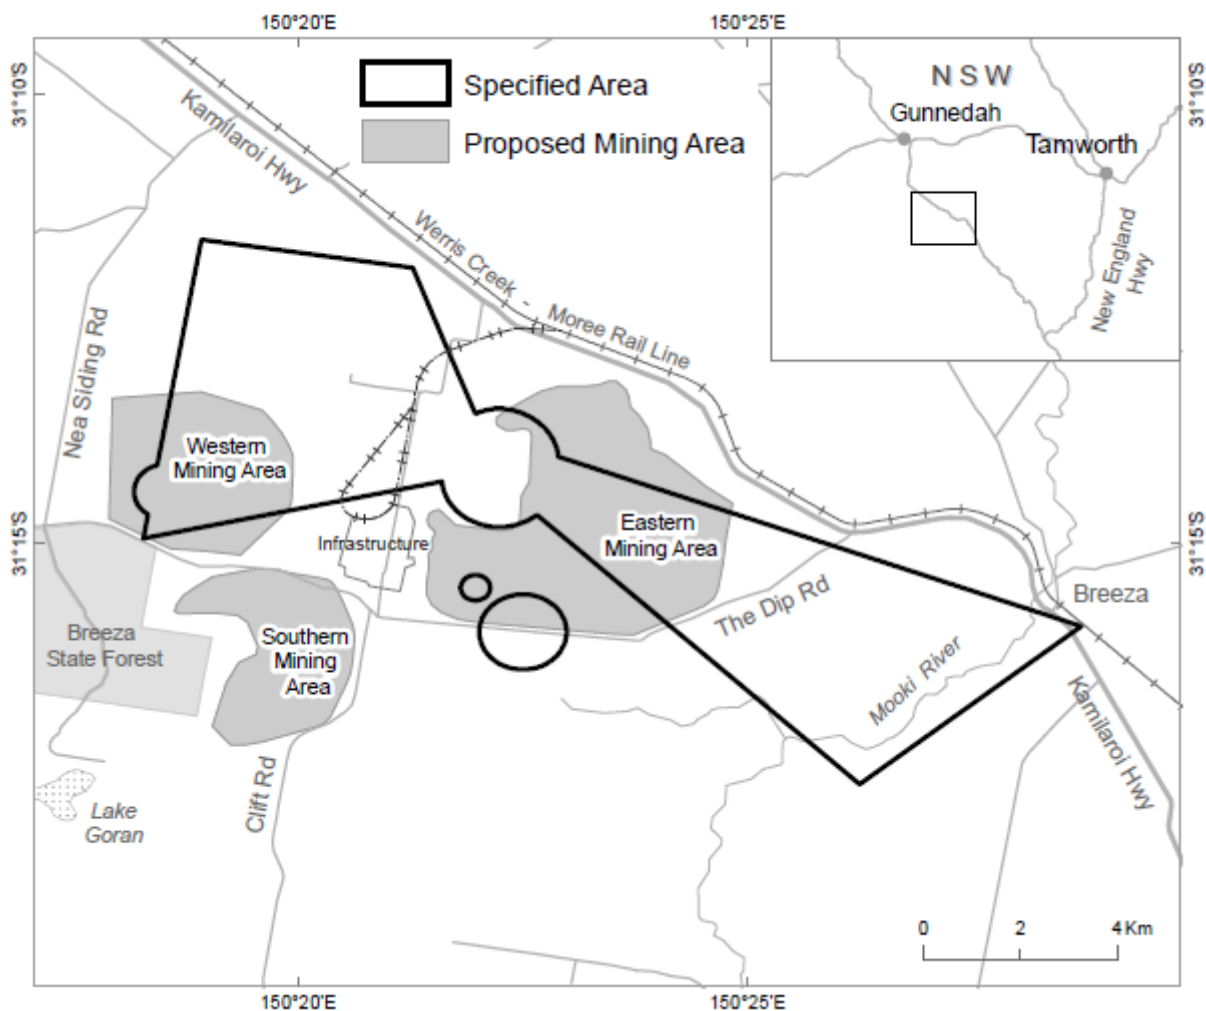 150°20'E
150°25'E
31°10'S
31°10'S
Specified Area
Proposed Mining Area
NSW
Gunnedah
Tamworth
New England
Hwy
Kamilaroi Hwy
Werris Creek - Moree Rail Line
Nea Siding Rd
Western
Mining Area
Eastern
Mining Area
Infrastructure
31°15'S
31°15'S
The Dip Rd
Breeza
Breeza
State Forest
Southern
Mining
Area
Mooki River
Kamilaroi Hwy
Clift Rd
Lake
Goran
0 2 4 Km
150°20'E
150°25'E